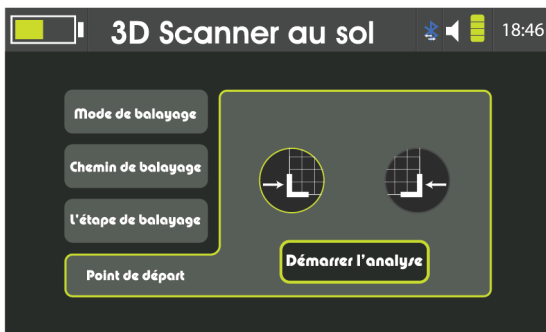 3D Scanner au sol
18:46
Mode de balayage
Chemin de balayage
L'étape de balayage
Point de départ
Démarrer l'analyse